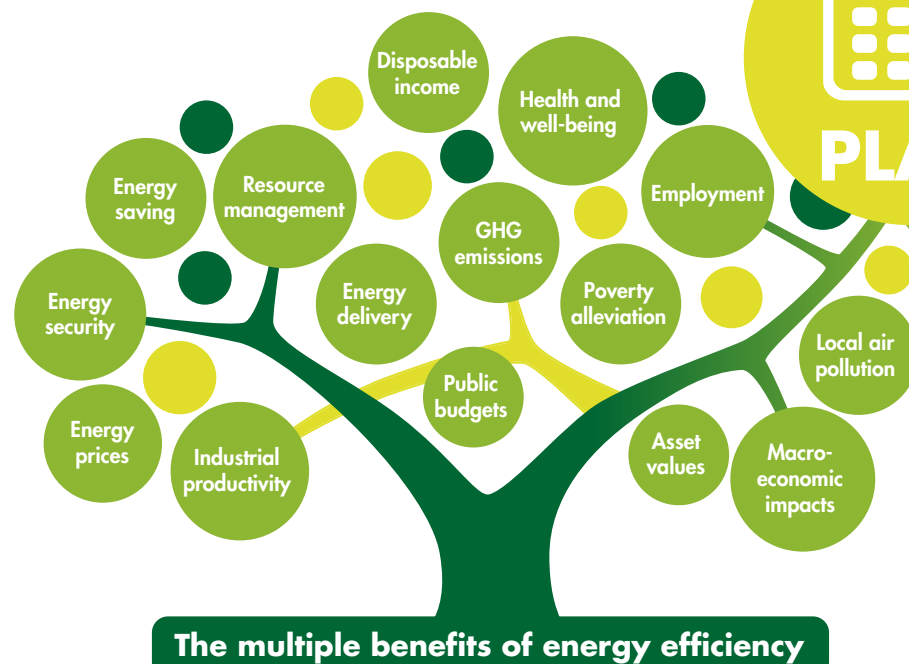 Disposable
income
Health and
well-being
PLA
Energy
saving
Resource
management
Employment
GHG
emissions
Energy
security
Energy
delivery
Poverty
alleviation
Local air
pollution
Public
budgets
Energy
prices
Industrial
productivity
Asset
values
Macro-
economic
impacts
The multiple benefits of energy efficiency